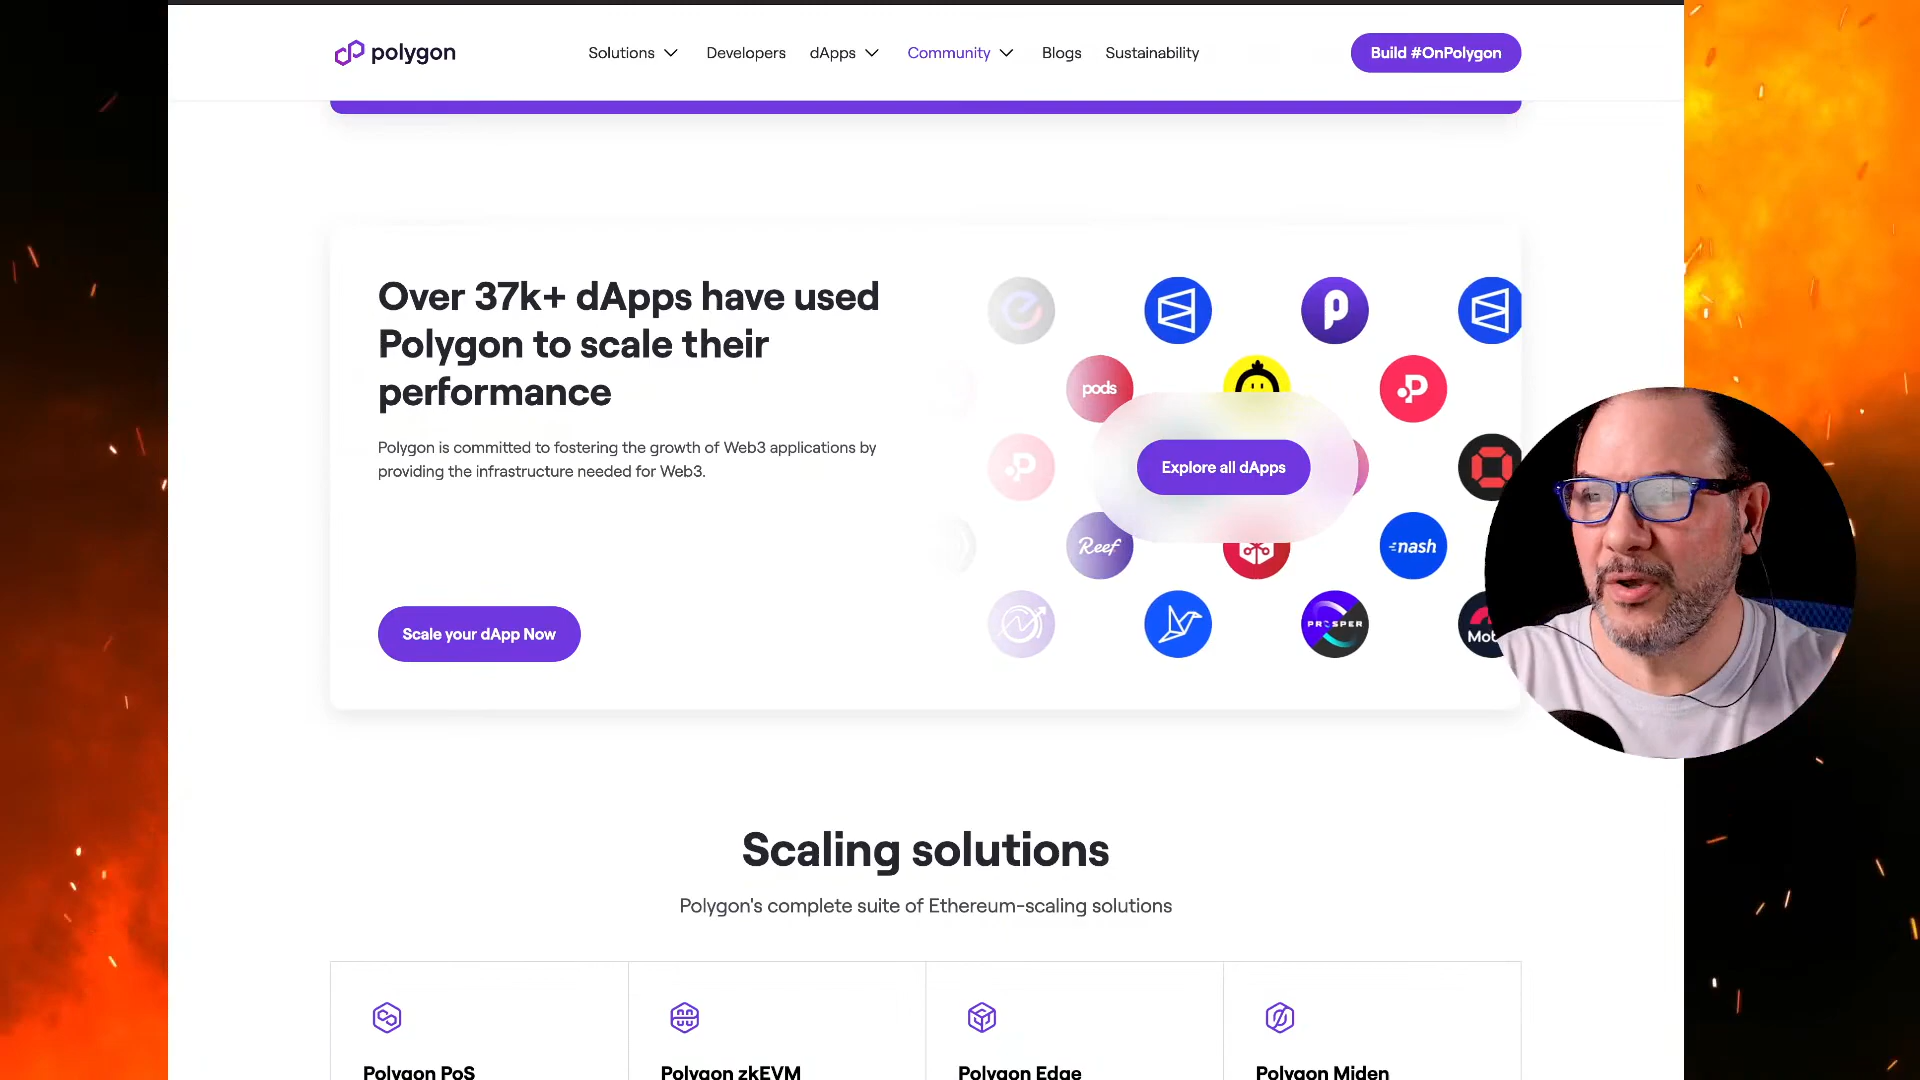 polygon
Solutions
Developers
dApps
Community
Blogs
Sustainability
Build #OnPolygon
Over 37k+ dApps have used
Polygon to scale their
performance
Polygon is committed to fostering the growth of Web3 applications by
providing the infrastructure needed for Web3.
pods
Explore all dApps
Reef
nash
PROSPER
Scale your dApp Now
Scaling solutions
Polygon's complete suite of Ethereum-scaling solutions
Polygon PoS
Polygon zkEVM
Polygon Edge
Polygon Miden